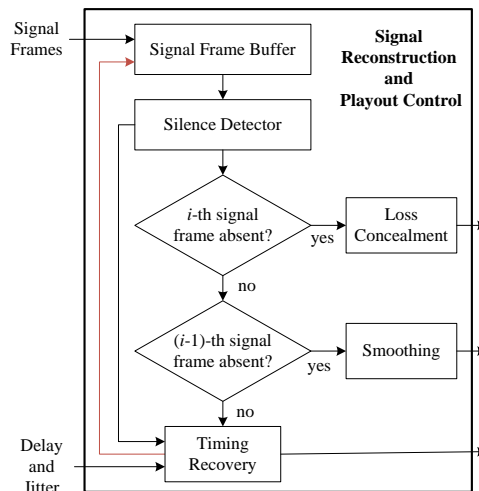 Signal
Frames
Signal Frame Buffer
Signal
Reconstruction
and
Playout Control
Silence Detector
i-th signal
frame absent?
yes
Loss
Concealment
no
(i-1)-th signal
frame absent?
yes
Smoothing
no
Timing
Recovery
Delay
and
Jitter